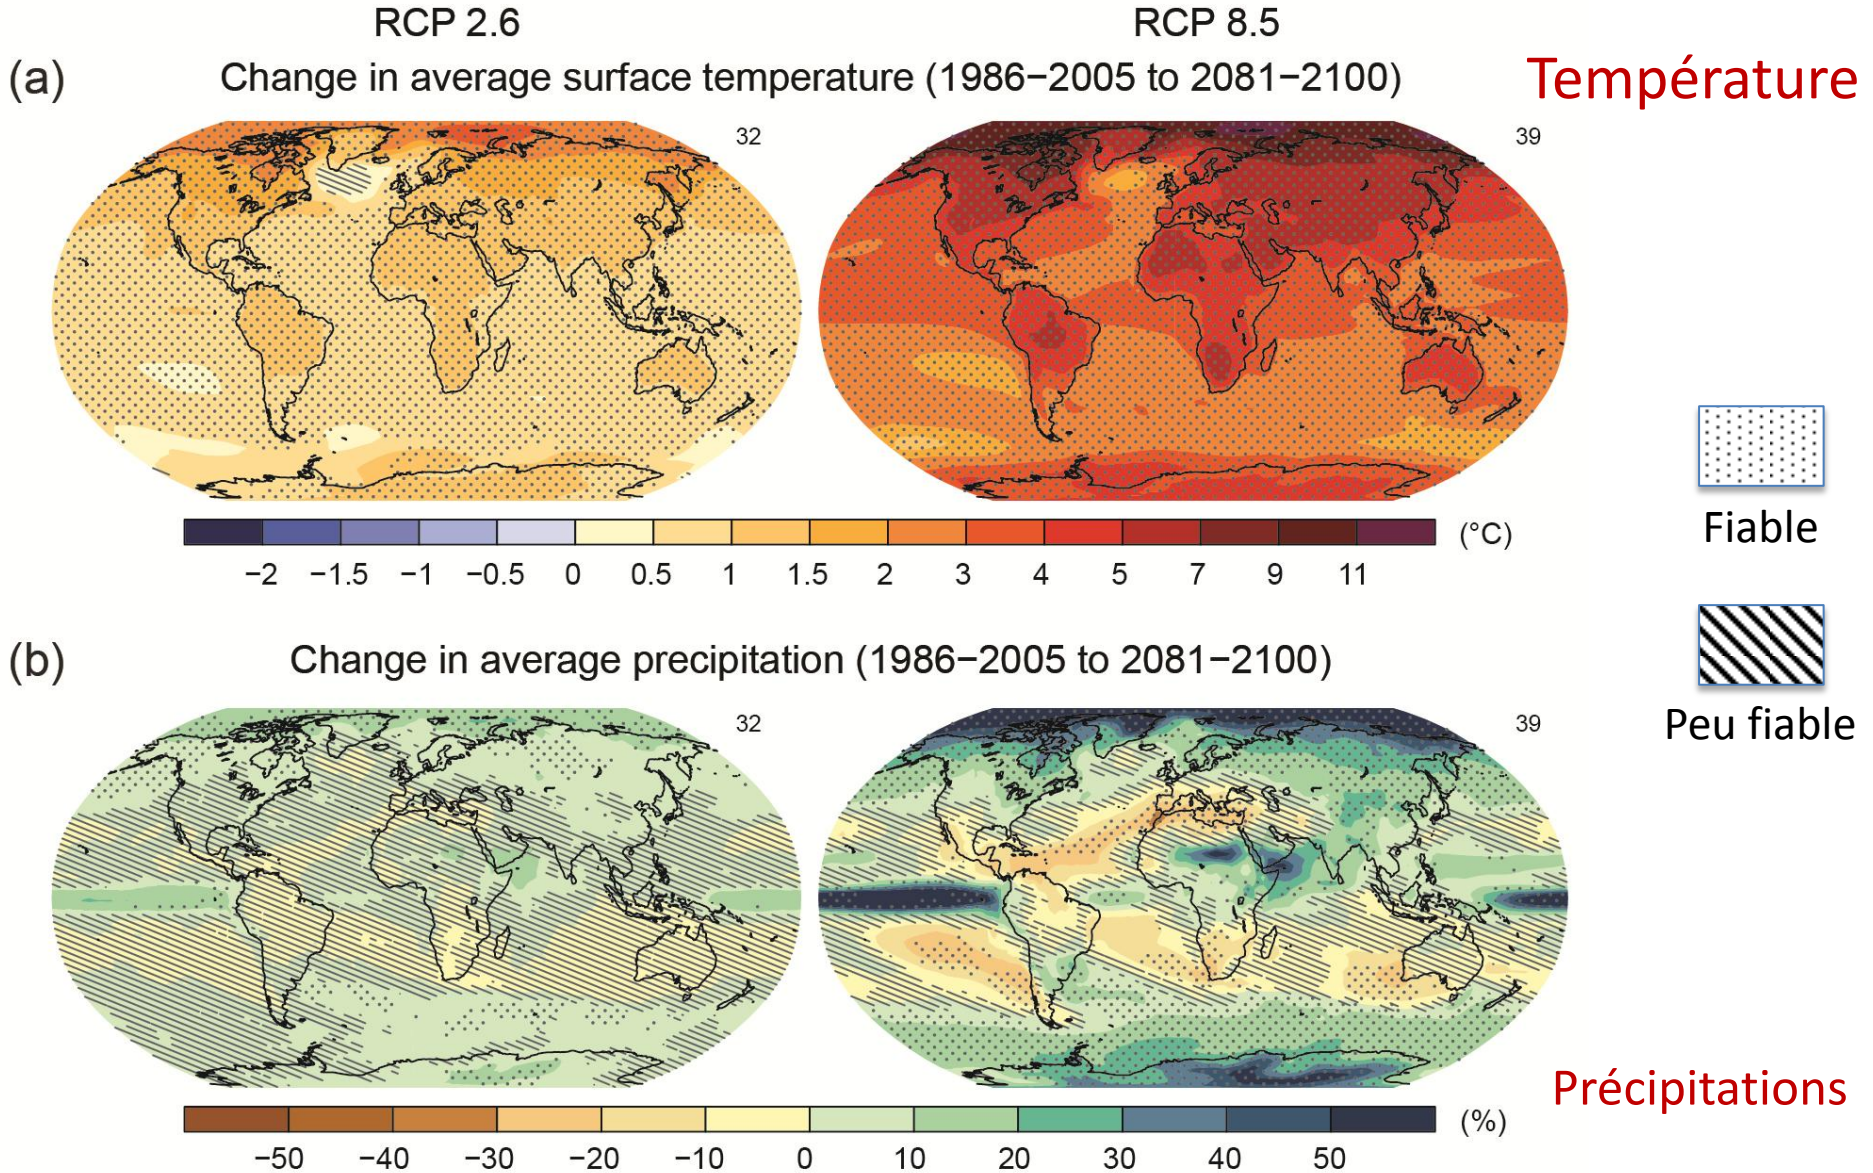 RCP 2.6
RCP 8.5
(a)
Change in average surface temperature (1986−2005 to 2081−2100)
Température
32
39
Fiable
−2 −1.5 −1 −0.5 0 0.5 1 1.5 2 3 4 5 7 9 11
(°C)
Peu fiable
(b)
Change in average precipitation (1986−2005 to 2081−2100)
32
39
Précipitations
−50 −40 −30 −20 −10 0 10 20 30 40 50
(%)